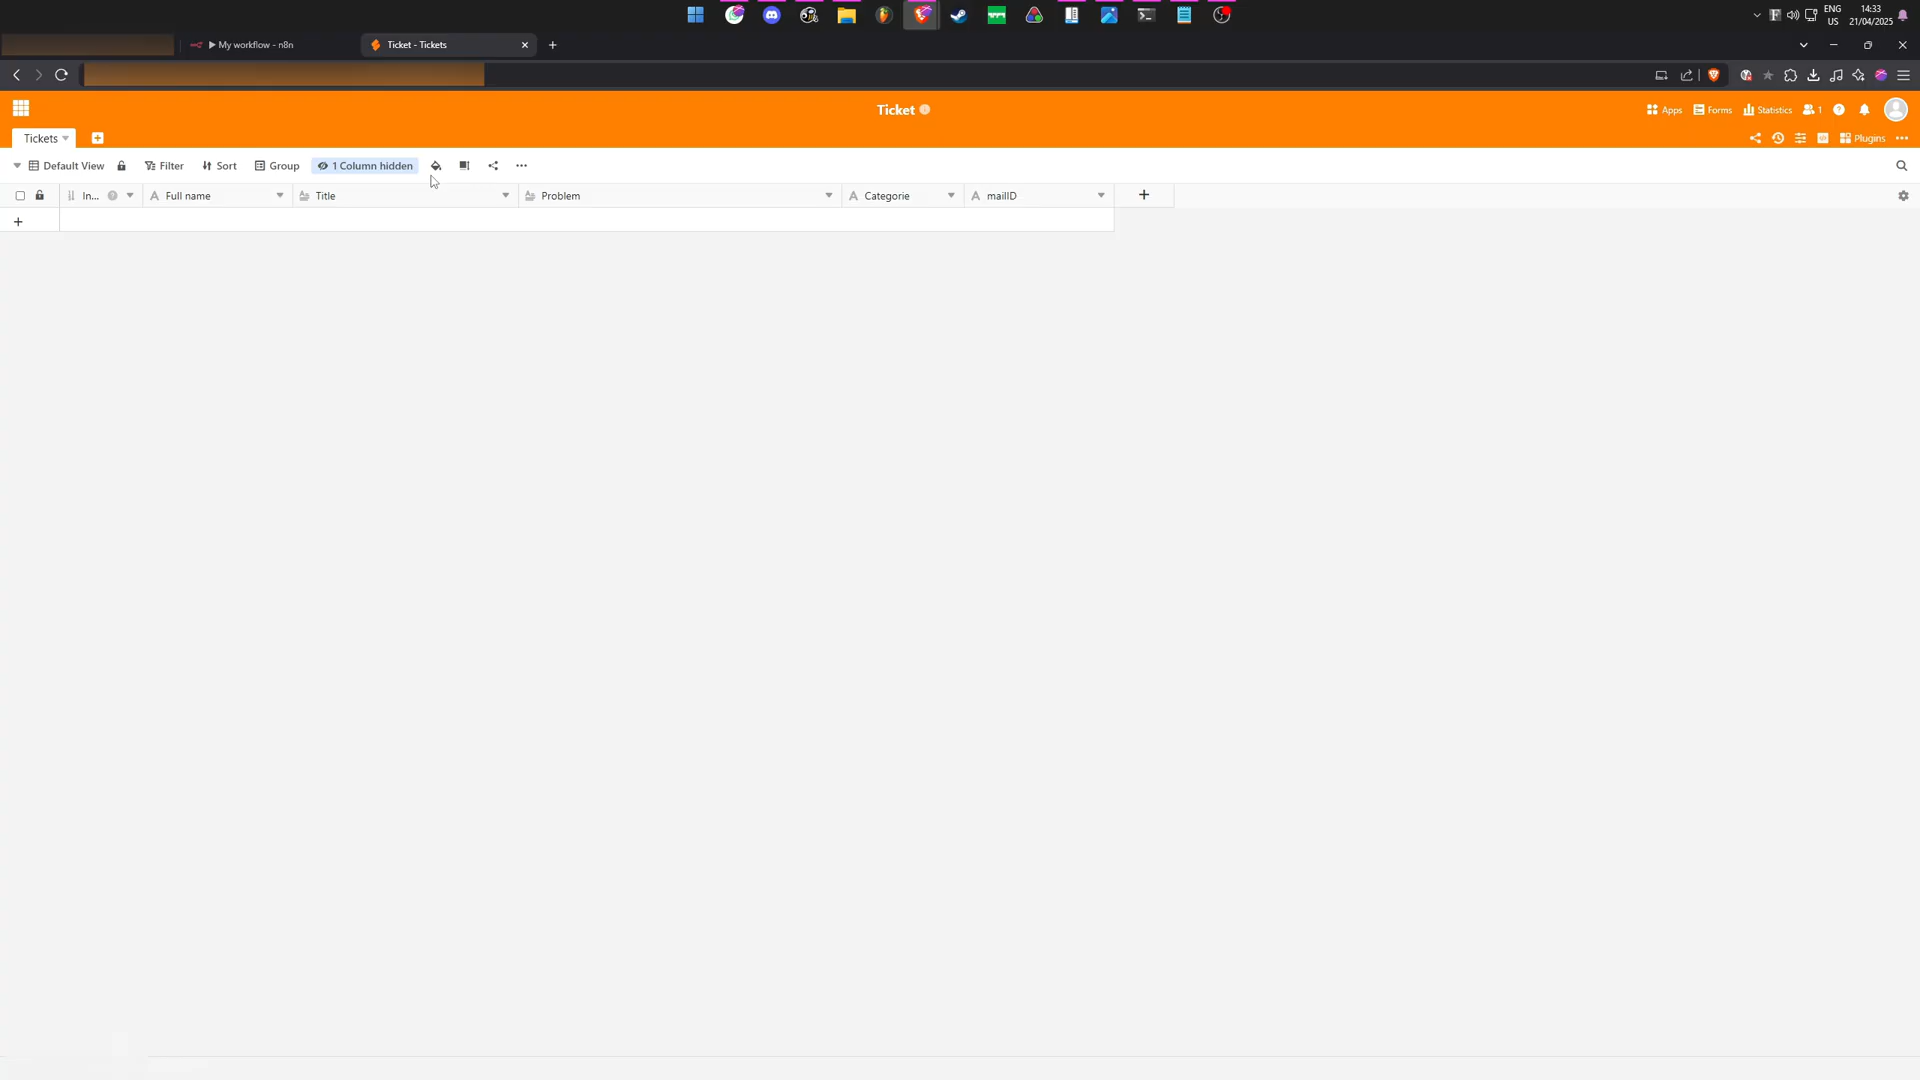 ENG
US
14:33
21/04/2025
My workflow - n8n
Ticket - Tickets
Ticket
Apps
Forms
Statistics
1
Tickets
Plugins
Default View
Filter
Sort
Group
1 Column hidden
In...
Full name
Title
Problem
Categorie
mailID